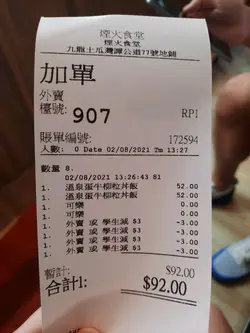 煙火食堂
煙火食堂
九龍土瓜灣譚公道77號地鋪
加單
外賣
檯號: 907 RP1
賬單編號: 172594
人數: 0 Date 02/08/2021 Tm 13:27
數量 8.
02/08/2021 13:26:43 B1
1. 溫泉蛋牛柳粒丼飯 52.00
1. 溫泉蛋牛柳粒丼飯 52.00
1. 可樂 0.00
1. 可樂 0.00
1. 外賣 或 學生減 $3 -3.00
1. 外賣 或 學生減 $3 -3.00
1. 外賣 或 學生減 $3 -3.00
1. 外賣 或 學生減 $3 -3.00
暫計: $92.00
合計1: $92.00